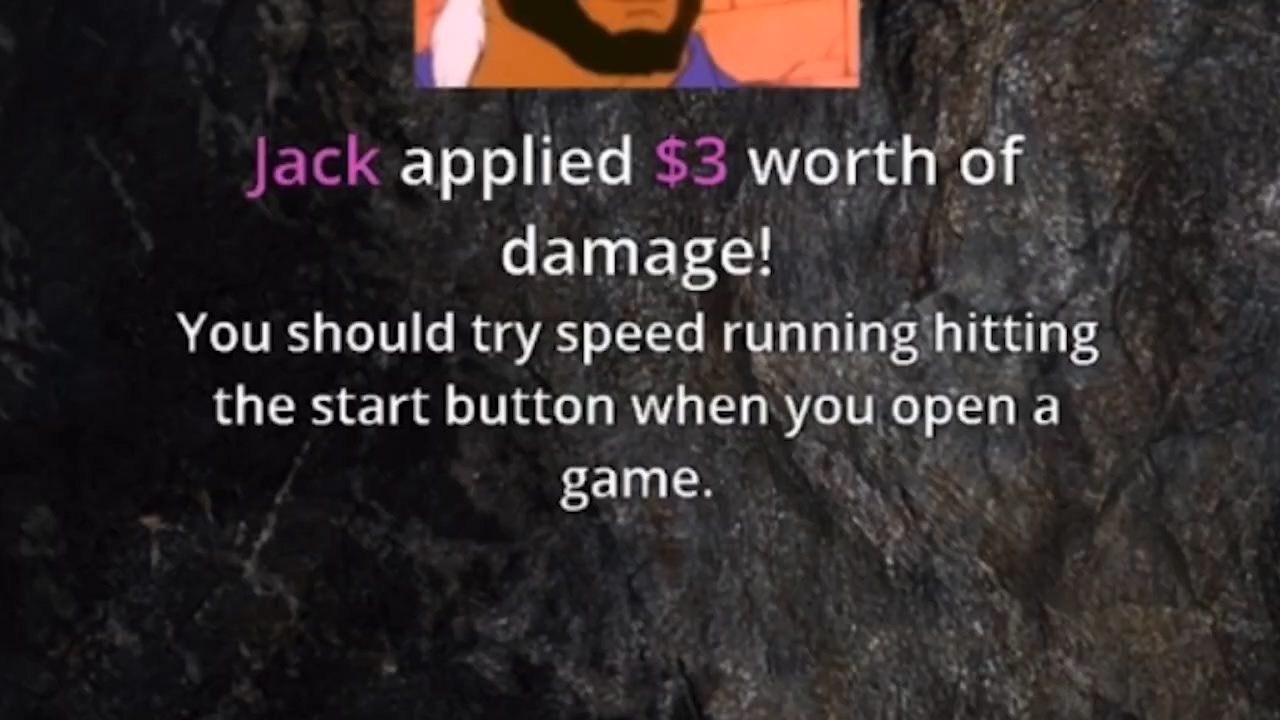 Jack applied $3 worth of
damage!
You should try speed running hitting
the start button when you open a
game.